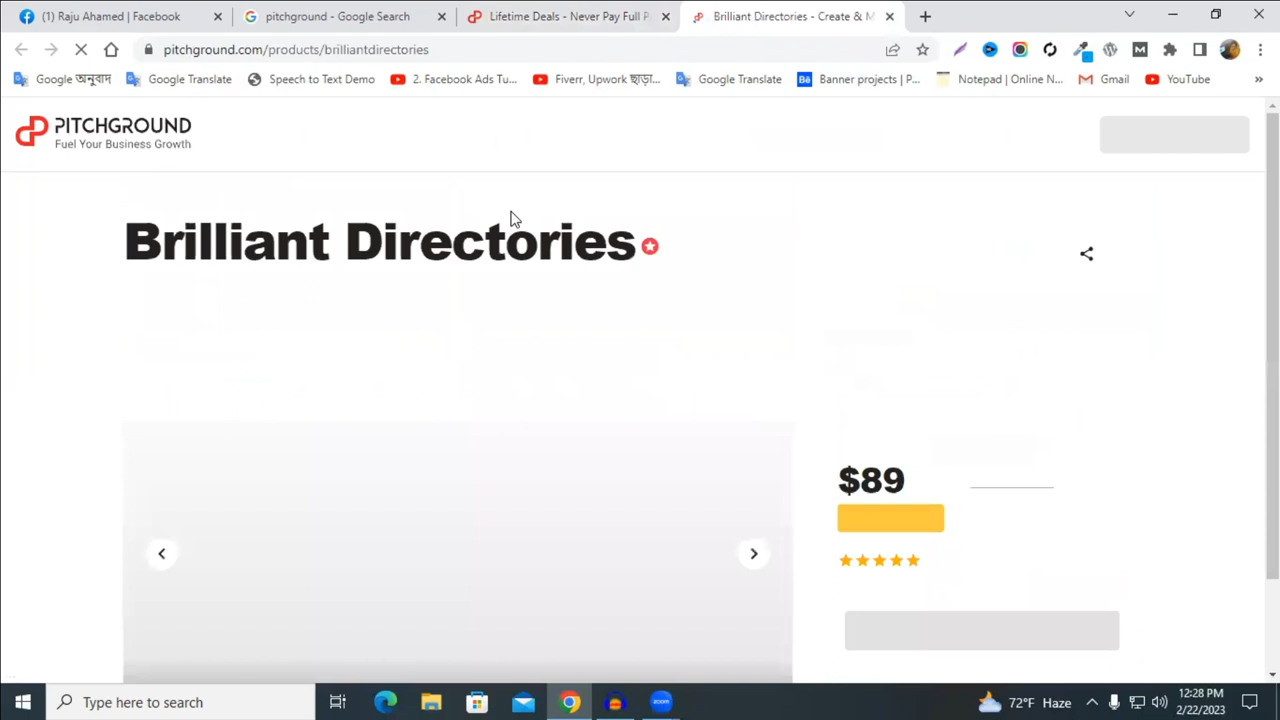 (1) Raju Ahamed | Facebook
pitchground - Google Search
Lifetime Deals - Never Pay Full P
Brilliant Directories - Create & M
pitchground.com/products/brilliantdirectories
Google অনুবাদ
Google Translate
Speech to Text Demo
2. Facebook Ads Tu...
Fiverr, Upwork ছাড়া...
Google Translate
Bē Banner projects | P...
Notepad | Online N...
Gmail
YouTube
»
PITCHGROUND
Fuel Your Business Growth
Brilliant Directories
$89
Type here to search
zoom
72°F Haze
12:28 PM
2/22/2023